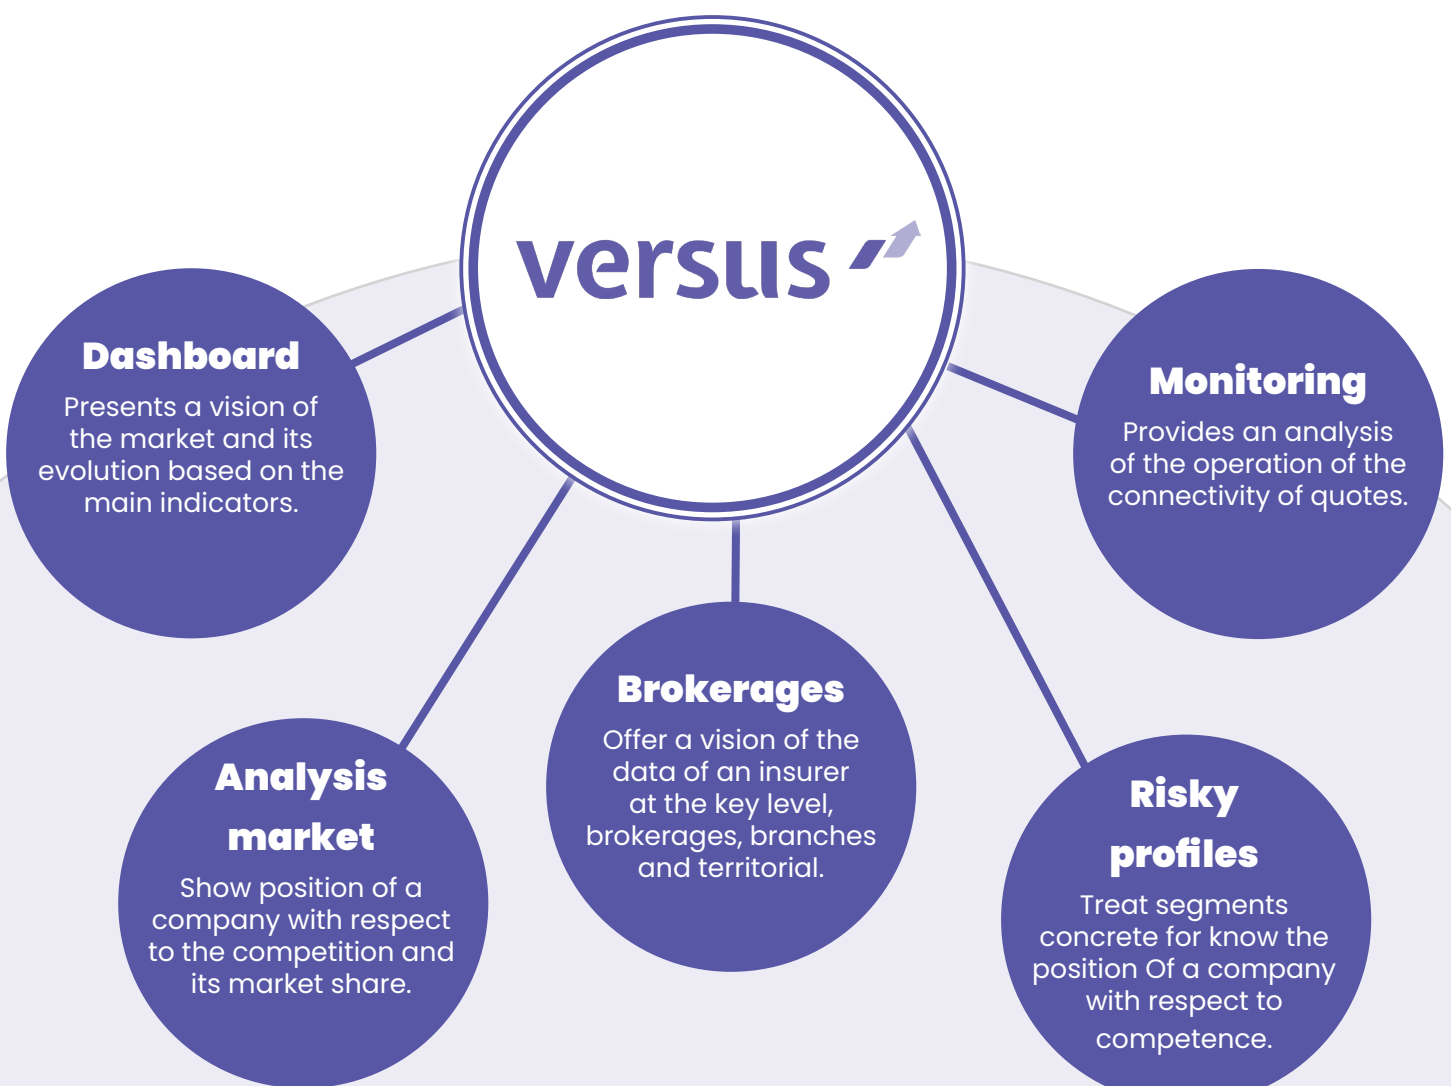 versus
Dashboard
Presents a vision of
the market and its
evolution based on the
main indicators.
Monitoring
Provides an analysis
of the operation of the
connectivity of quotes.
Analysis
market
Show position of a
company with respect
to the competition and
its market share.
Brokerages
Offer a vision of the
data of an insurer
at the key level,
brokerages, branches
and territorial.
Risky
profiles
Treat segments
concrete for know the
position Of a company
with respect to
competence.